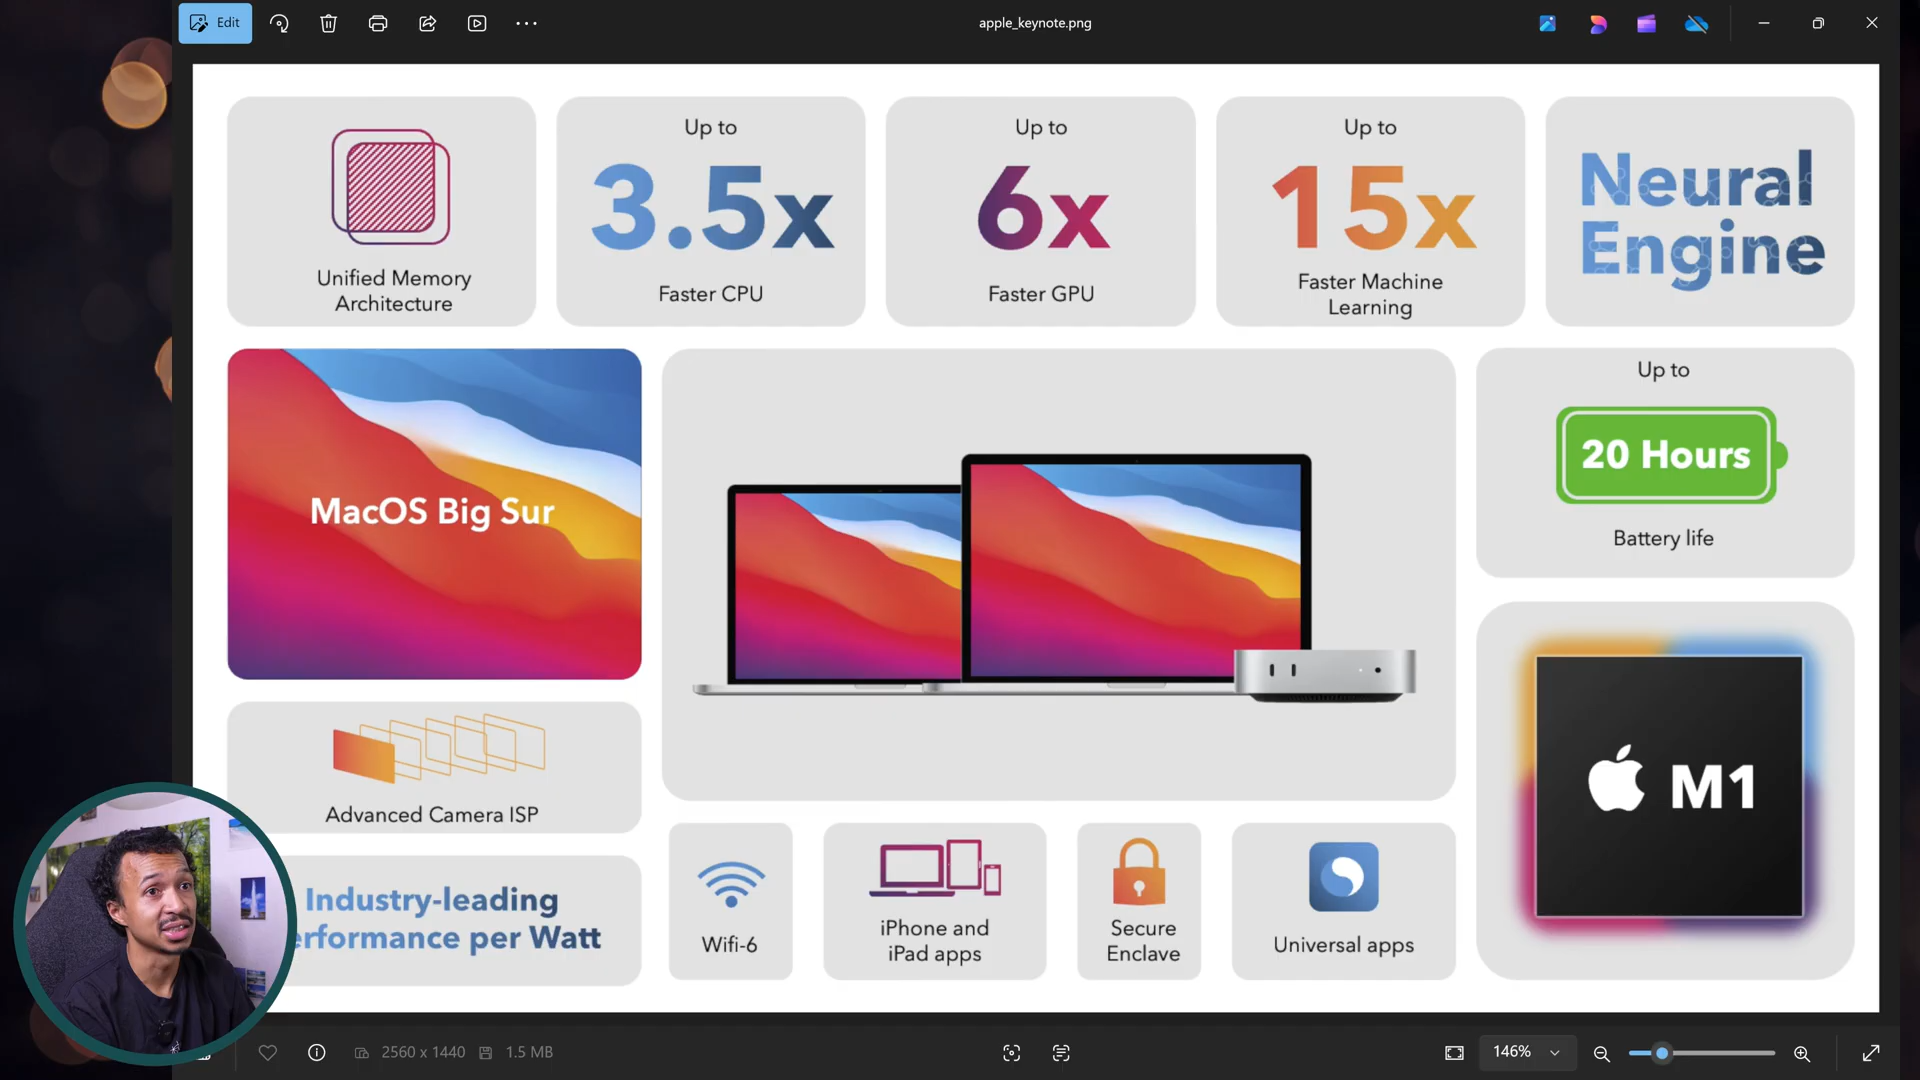 Edit
apple_keynote.png
Unified Memory
Architecture
Up to
3.5x
Faster CPU
Up to
6x
Faster GPU
Up to
15x
Faster Machine
Learning
Neural
Engine
MacOS Big Sur
Up to
20 Hours
Battery life
Advanced Camera ISP
M1
Industry-leading
erformance per Watt
Wifi-6
iPhone and
iPad apps
Secure
Enclave
Universal apps
2560 x 1440
1.5 MB
146%